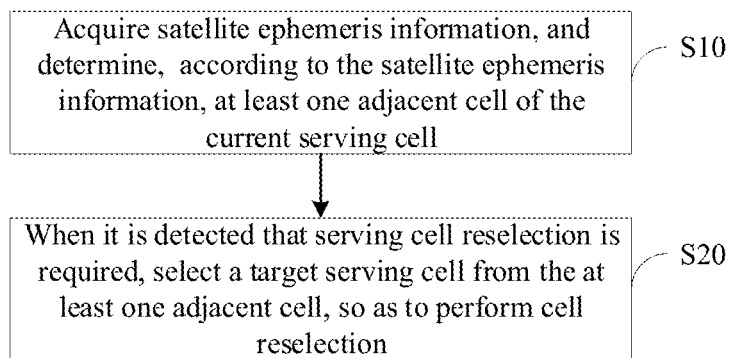 Acquire satellite ephemeris information, and
determine, according to the satellite ephemeris
information, at least one adjacent cell of the
current serving cell
S10
When it is detected that serving cell reselection is
required, select a target serving cell from the at
least one adjacent cell, so as to perform cell
reselection
S20